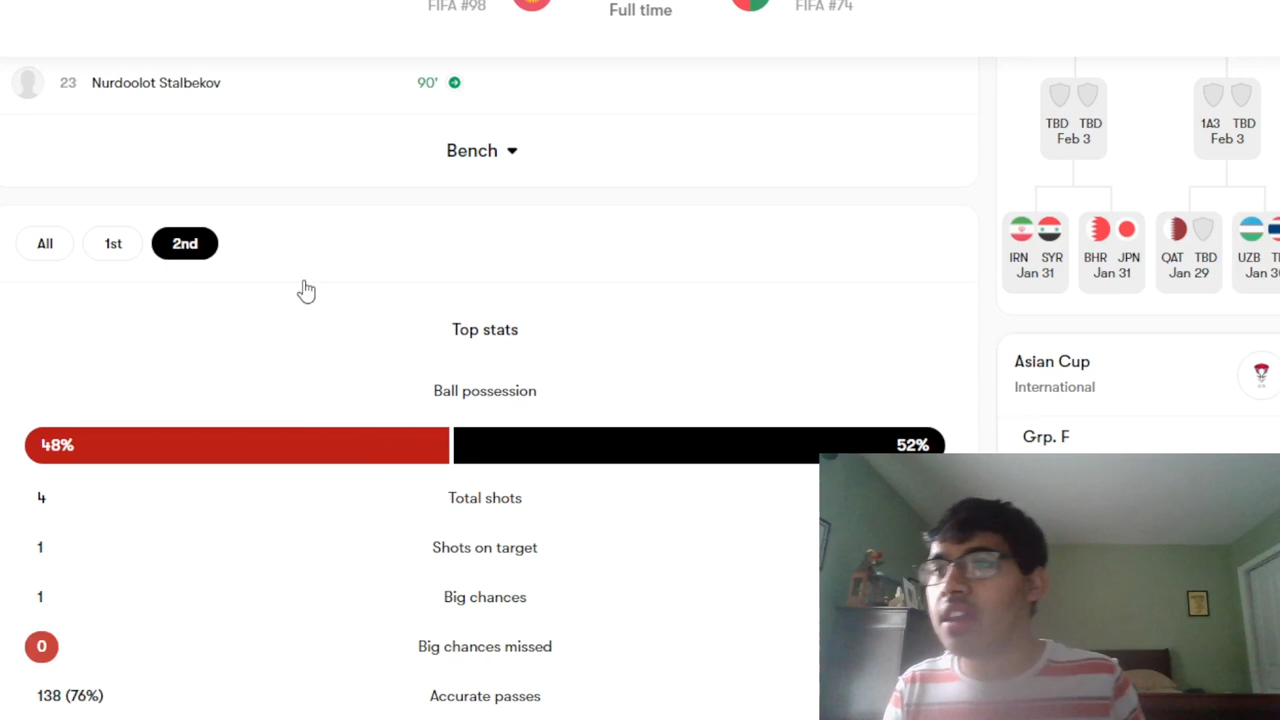 FIFA #98
Full time
FIFA #74
23 Nurdoolot Stalbekov 90'
Bench
All 1st 2nd
Top stats
Ball possession
48% 52%
4 Total shots
1 Shots on target
1 Big chances
0 Big chances missed
138 (76%) Accurate passes
TBD TBD
Feb 3
1A3 TBD
Feb 3
IRN SYR
Jan 31
BHR JPN
Jan 31
QAT TBD
Jan 29
UZB
Asian Cup
International
Grp. F